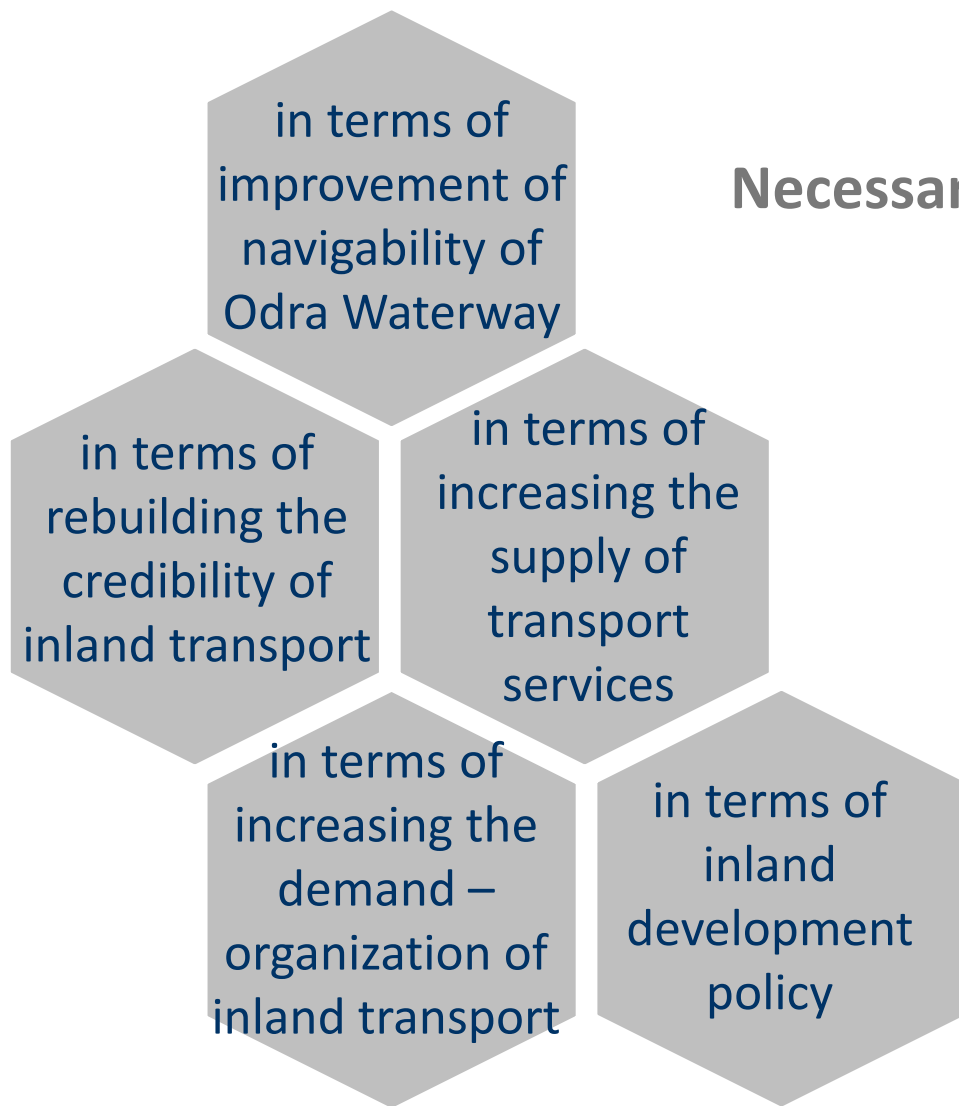 in terms of
improvement of
navigability of
Odra Waterway
in terms of
rebuilding the
credibility of
inland transport
in terms of
increasing the
supply of
transport
services
in terms of
increasing the
demand –
organization of
inland transport
in terms of
inland
development
policy